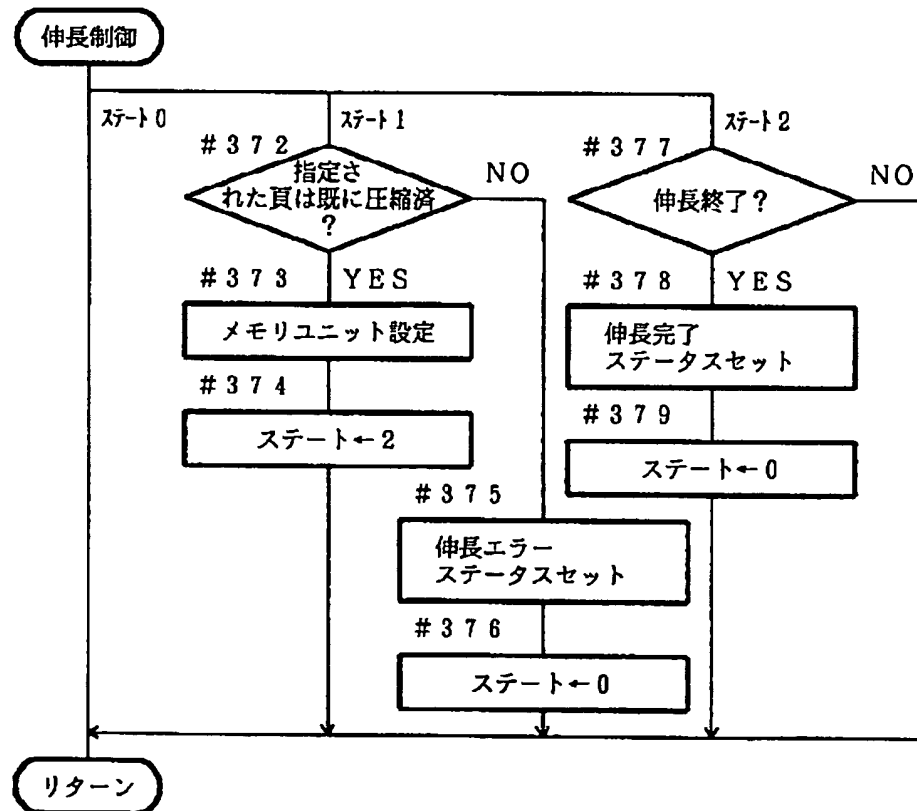 伸長制御
ステート0
ステート1
ステート2
#372
指定さ
れた頁は既に圧縮済
?
NO
YES
#373
メモリユニット設定
#374
ステート←2
#375
伸長エラー
ステータスセット
#376
ステート←0
#377
伸長終了?
NO
YES
#378
伸長完了
ステータスセット
#379
ステート←0
リターン